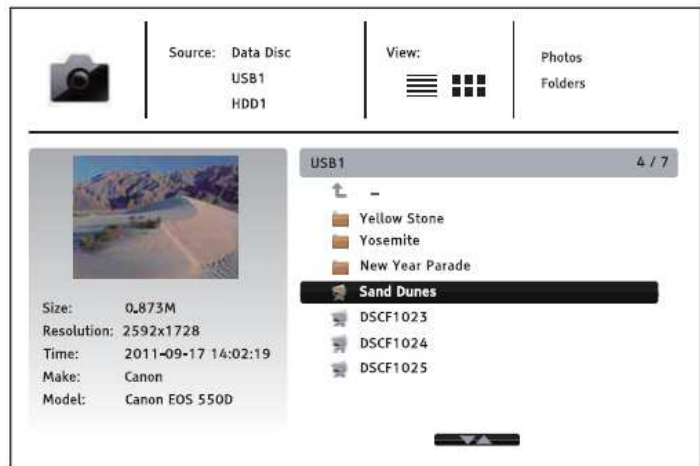 Source: Data Disc
USB1
HDD1
View:
Photos
Folders
USB1 4 / 7
Yellow Stone
Yosemite
New Year Parade
Sand Dunes
DSCF1023
DSCF1024
DSCF1025
Size: 0.873M
Resolution: 2592x1728
Time: 2011-09-17 14:02:19
Make: Canon
Model: Canon EOS 550D